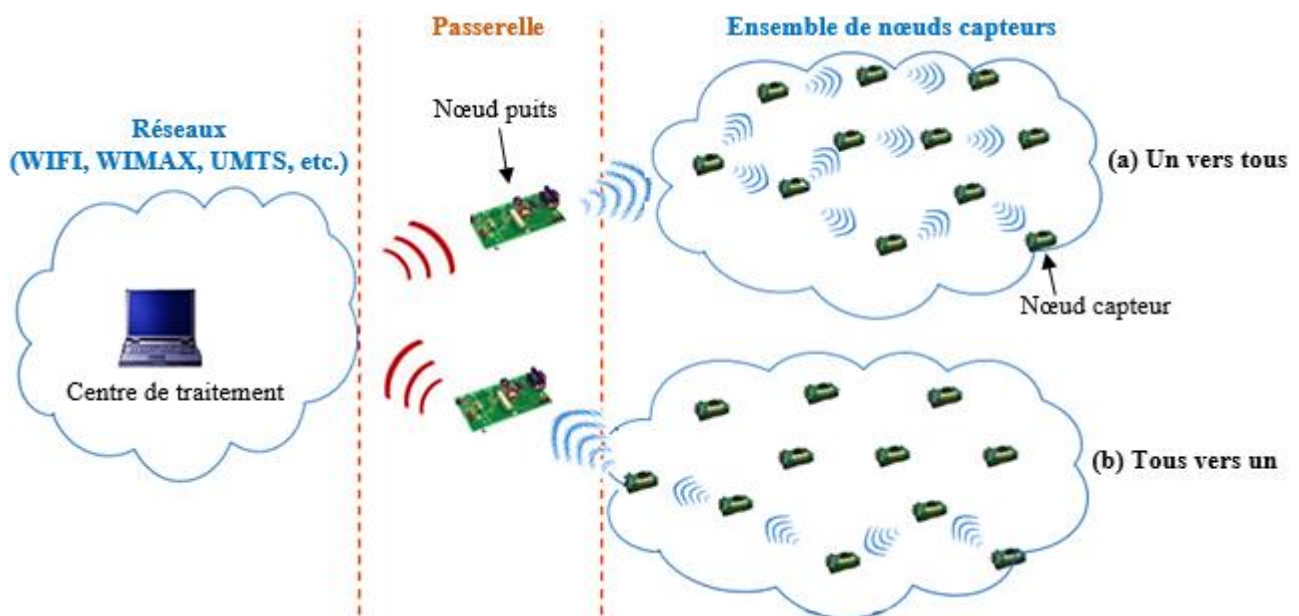 Passerelle
Ensemble de nœuds capteurs
Nœud puits
Réseaux
(WIFI, WIMAX, UMTS, etc.)
(a) Un vers tous
Nœud capteur
Centre de traitement
(b) Tous vers un